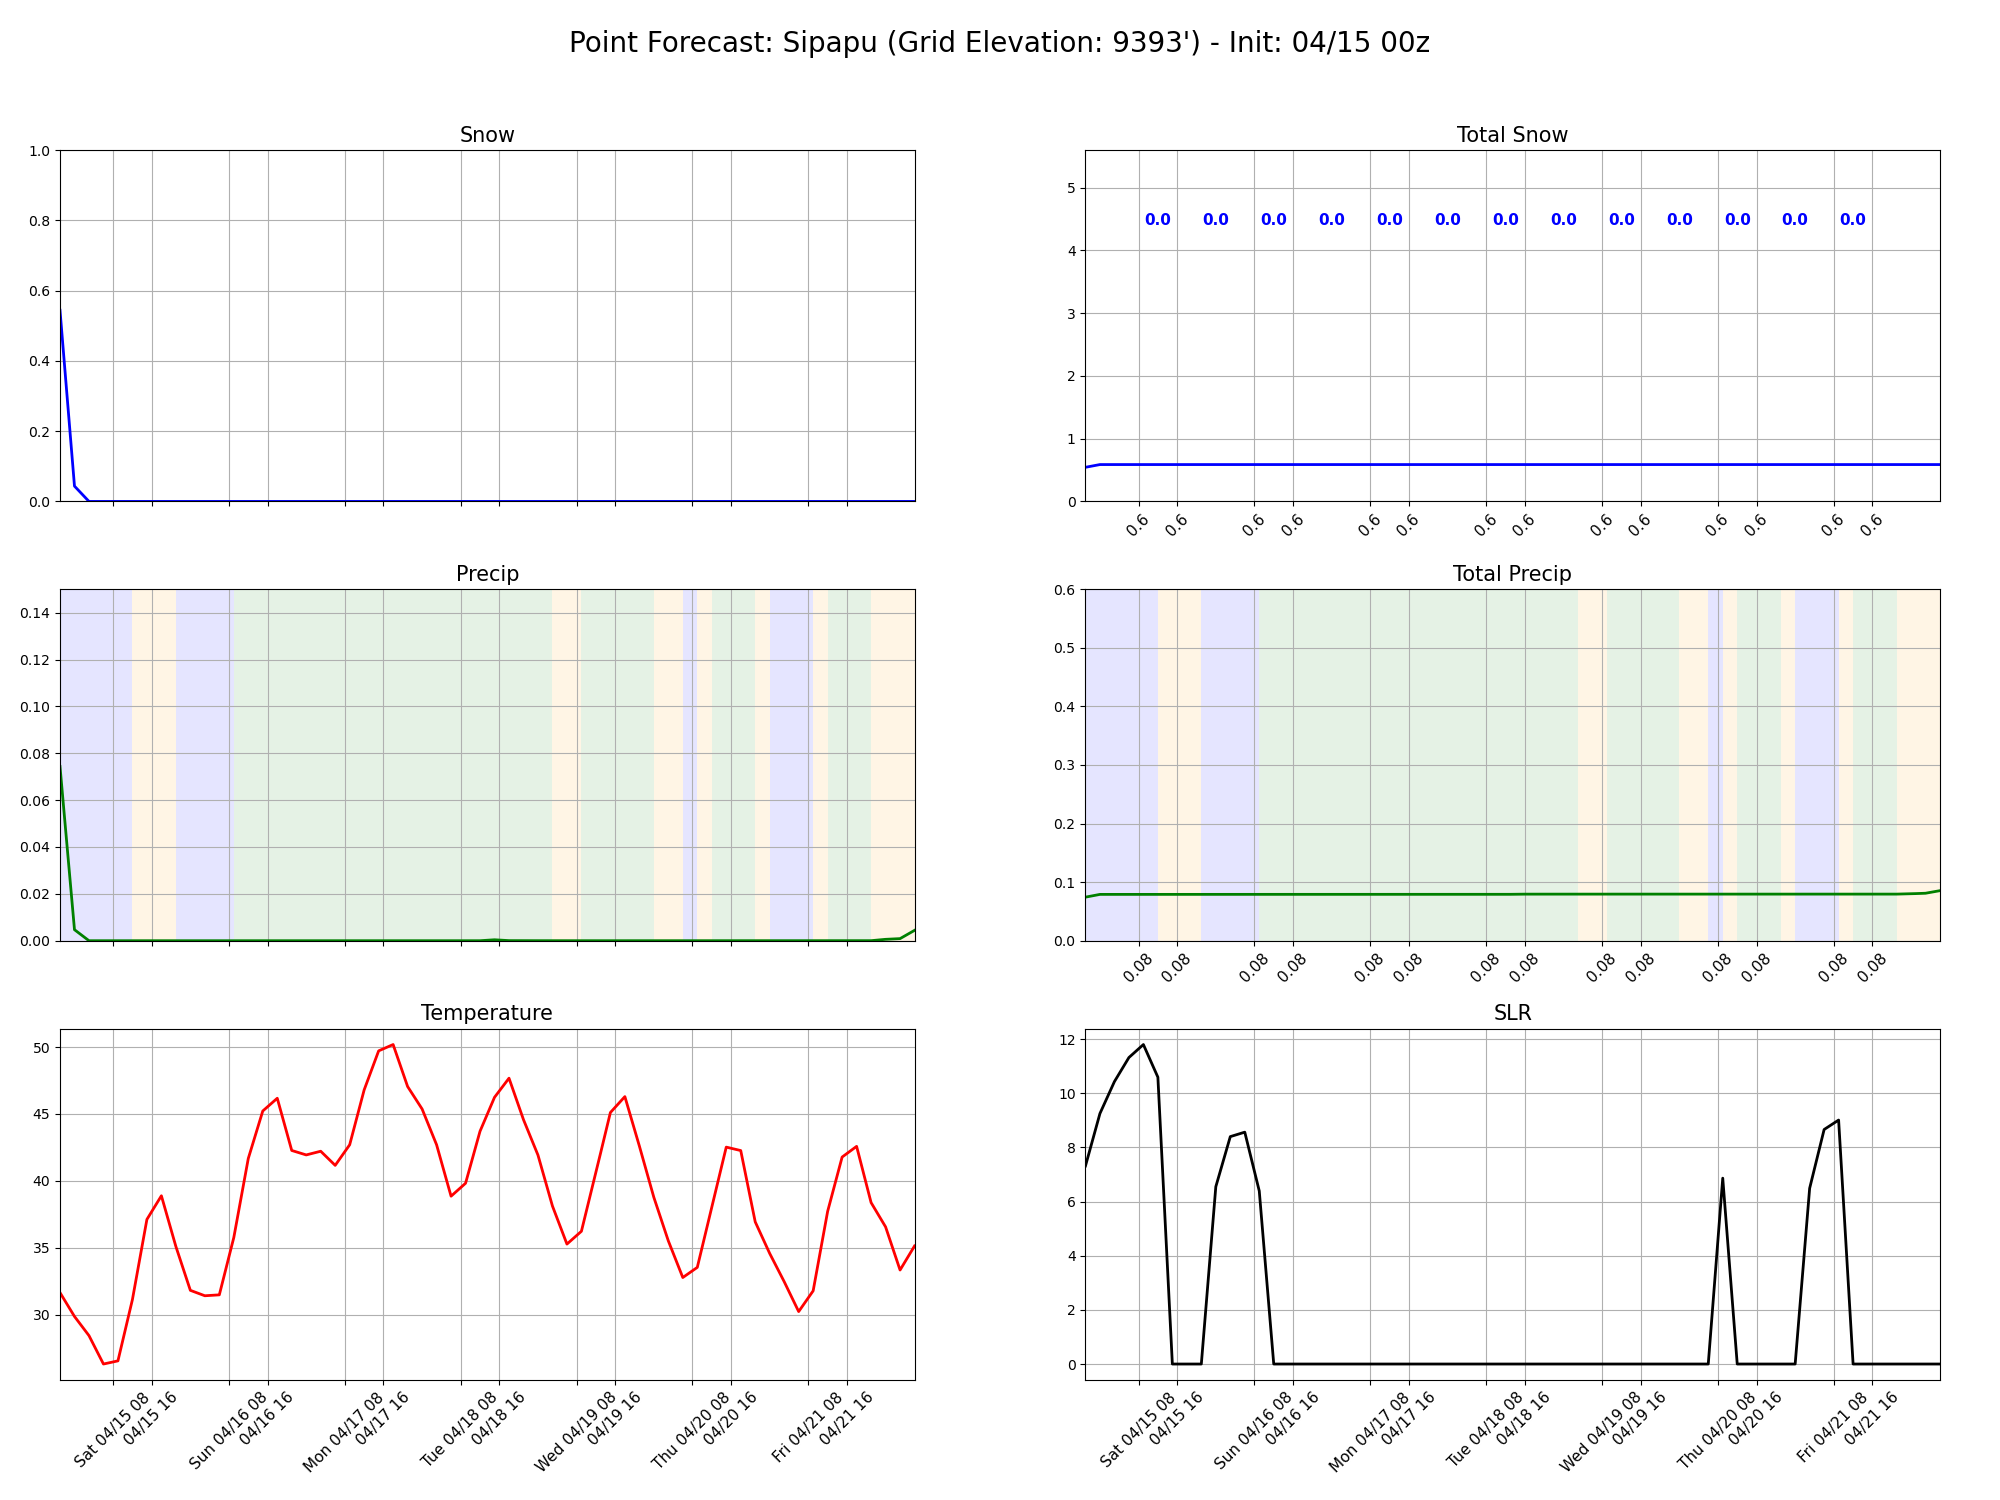 Point Forecast: Sipapu (Grid Elevation: 9393') - Init: 04/15 00z
Snow
1.0
0.8
0.6
0.4
0.2
0.0
Total Snow
5
4
3
2
1
0
0.0 0.0 0.0 0.0 0.0 0.0 0.0 0.0 0.0 0.0 0.0 0.0 0.0
0.6 0.6 0.6 0.6 0.6 0.6 0.6 0.6 0.6 0.6 0.6 0.6 0.6 0.6
Precip
0.14
0.12
0.10
0.08
0.06
0.04
0.02
0.00
Total Precip
0.6
0.5
0.4
0.3
0.2
0.1
0.0
0.08 0.08 0.08 0.08 0.08 0.08 0.08 0.08 0.08 0.08 0.08 0.08 0.08 0.08
Temperature
50
45
40
35
30
Sat 04/15 08
04/15 16
Sun 04/16 08
04/16 16
Mon 04/17 08
04/17 16
Tue 04/18 08
04/18 16
Wed 04/19 08
04/19 16
Thu 04/20 08
04/20 16
Fri 04/21 08
04/21 16
SLR
12
10
8
6
4
2
0
Sat 04/15 08
04/15 16
Sun 04/16 08
04/16 16
Mon 04/17 08
04/17 16
Tue 04/18 08
04/18 16
Wed 04/19 08
04/19 16
Thu 04/20 08
04/20 16
Fri 04/21 08
04/21 16